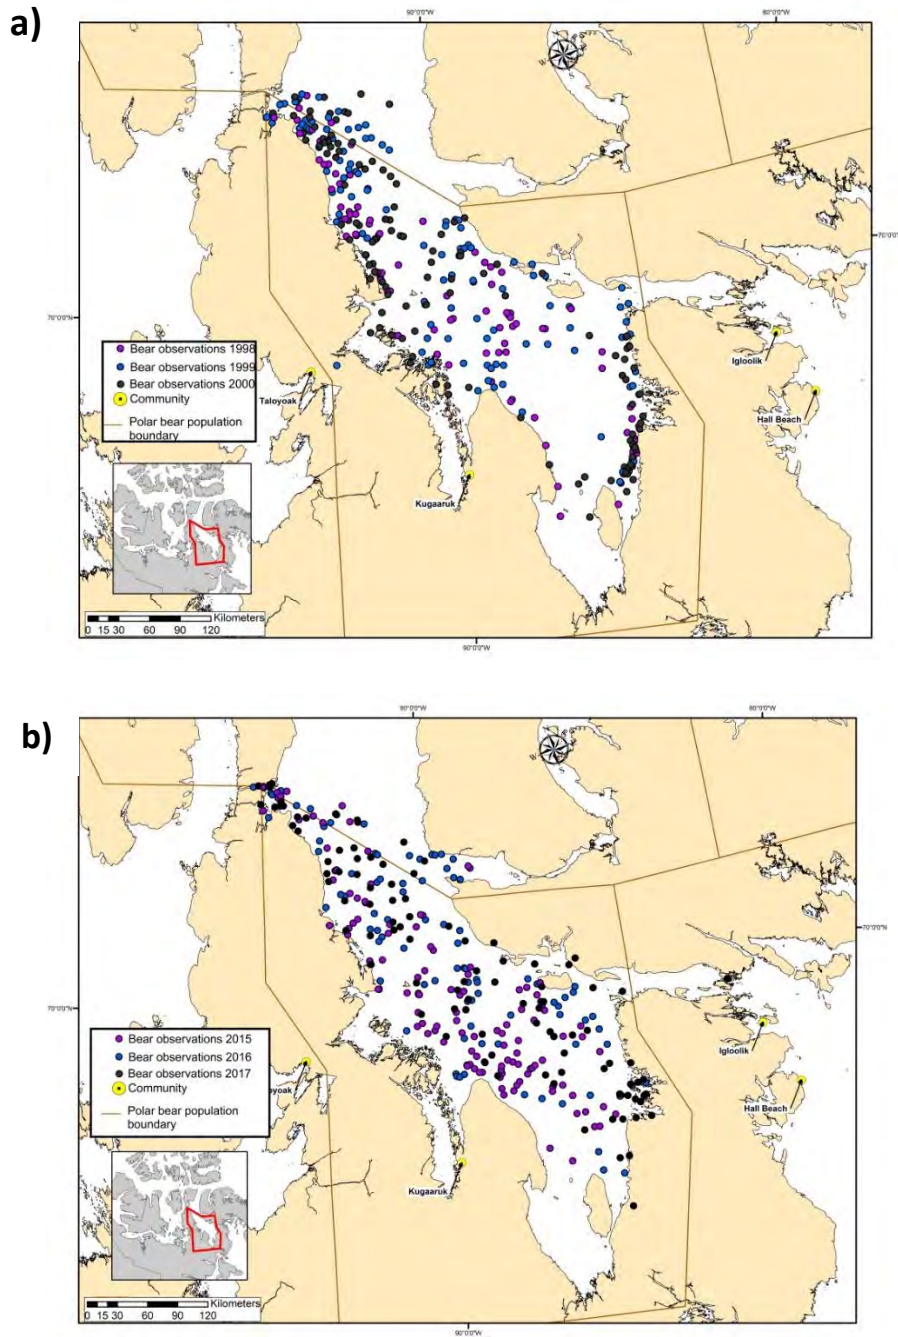 a)
90°0'0"W
80°0'0"W
70°0'0"N
70°0'0"N
Bear observations 1998
Bear observations 1999
Bear observations 2000
Community
Polar bear population
boundary
Taloyoak
Igloolik
Hall Beach
Kugaaruk
Kilometers
0 15 30 60 90 120
90°0'0"W
b)
90°0'0"W
80°0'0"W
70°0'0"N
70°0'0"N
Bear observations 2015
Bear observations 2016
Bear observations 2017
Community
Polar bear population
boundary
oyoak
Igloolik
Hall Beach
Kugaaruk
Kilometers
0 15 30 60 90 120
90°0'0"W